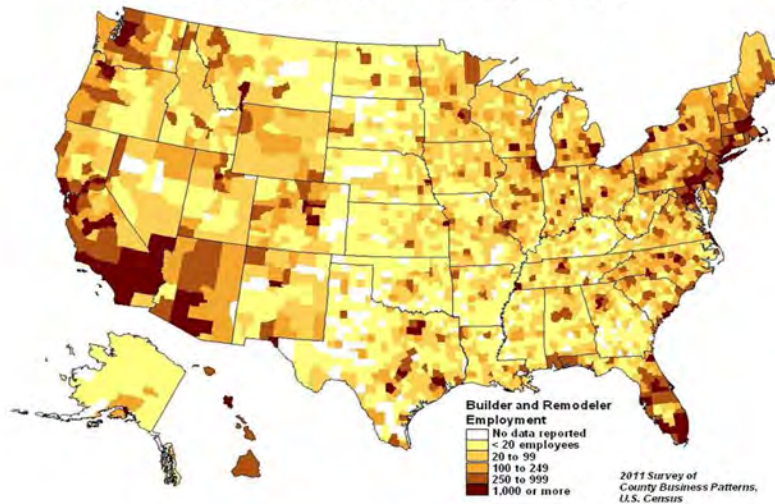 Builder and Remodeler
Employment
No data reported
< 20 employees
20 to 99
100 to 249
250 to 999
1,000 or more
2011 Survey of
County Business Patterns,
U.S. Census